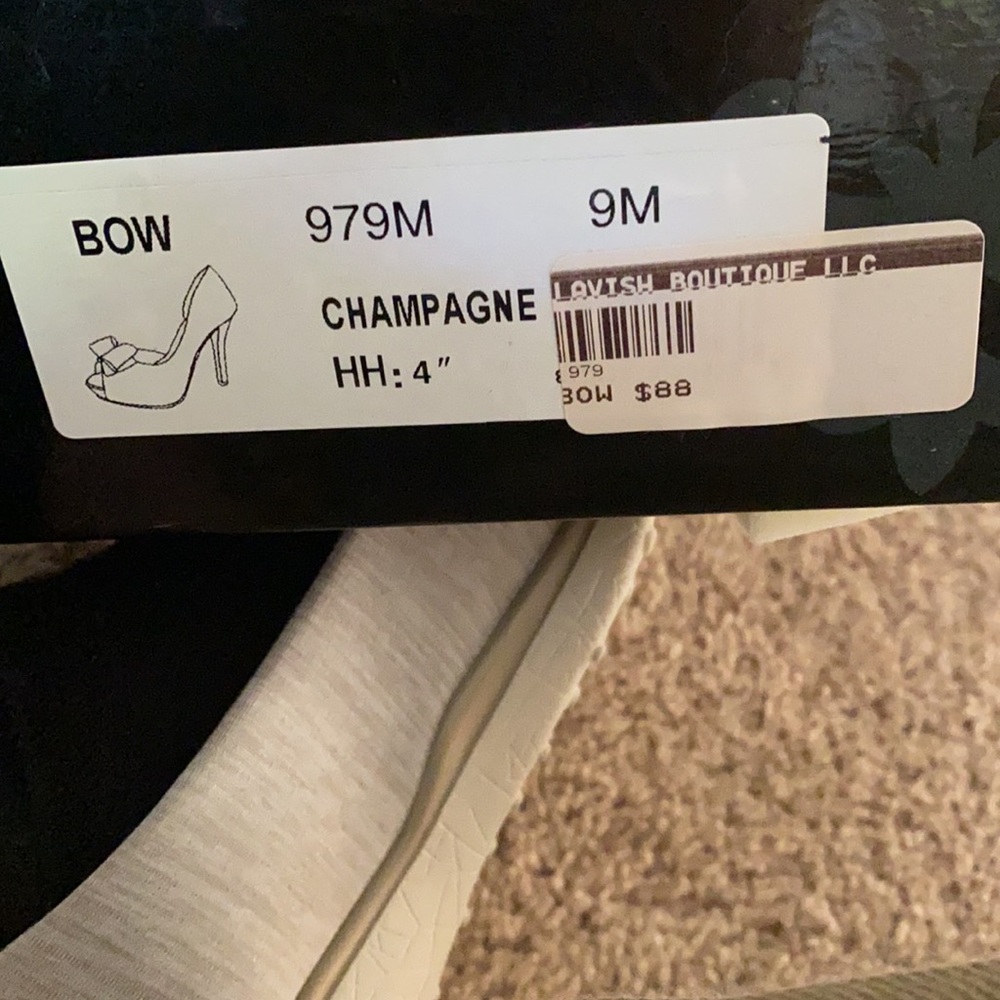 BOW 979M 9M
CHAMPAGNE
HH: 4"
LAVISH BOUTIQUE LLC
979
BOW $88